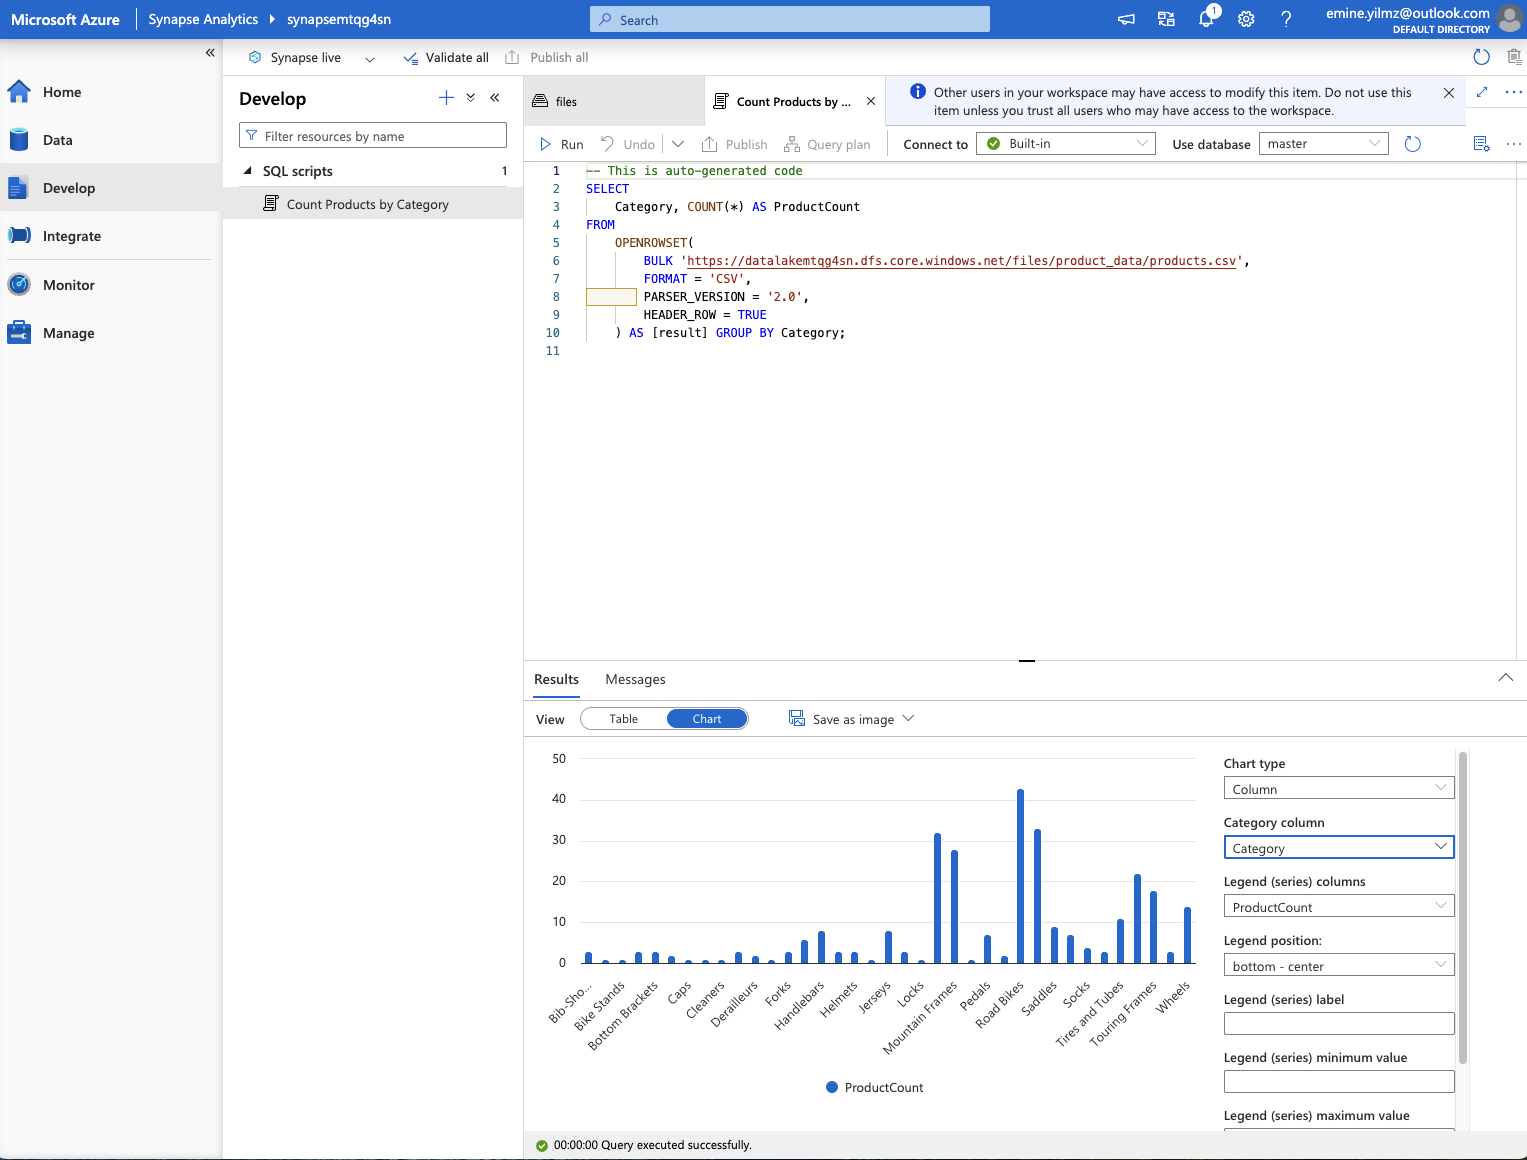 Microsoft Azure
Synapse Analytics
synapsemtqg4sn
Search
1
emine.yilmz@outlook.com
DEFAULT DIRECTORY
Home
Data
Develop
Integrate
Monitor
Manage
Synapse live
Validate all
Publish all
Develop
Filter resources by name
SQL scripts
1
Count Products by Category
files
Count Products by ...
Other users in your workspace may have access to modify this item. Do not use this
item unless you trust all users who may have access to the workspace.
Run
Undo
Publish
Query plan
Connect to
Built-in
Use database
master
1 -- This is auto-generated code
2 SELECT
3 Category, COUNT(*) AS ProductCount
4 FROM
5 OPENROWSET(
6 BULK 'https://datalakemtqg4sn.dfs.core.windows.net/files/product_data/products.csv',
7 FORMAT = 'CSV',
8 PARSER_VERSION = '2.0',
9 HEADER_ROW = TRUE
10 ) AS [result] GROUP BY Category;
11
Results
Messages
View
Table
Chart
Save as image
50
40
30
20
10
0
Bib-Sho...
Bike Stands
Bottom Brackets
Caps
Cleaners
Derailleurs
Forks
Handlebars
Helmets
Jerseys
Locks
Mountain Frames
Pedals
Road Bikes
Saddles
Socks
Tires and Tubes
Touring Frames
Wheels
ProductCount
Chart type
Column
Category column
Category
Legend (series) columns
ProductCount
Legend position:
bottom - center
Legend (series) label
Legend (series) minimum value
Legend (series) maximum value
00:00:00 Query executed successfully.